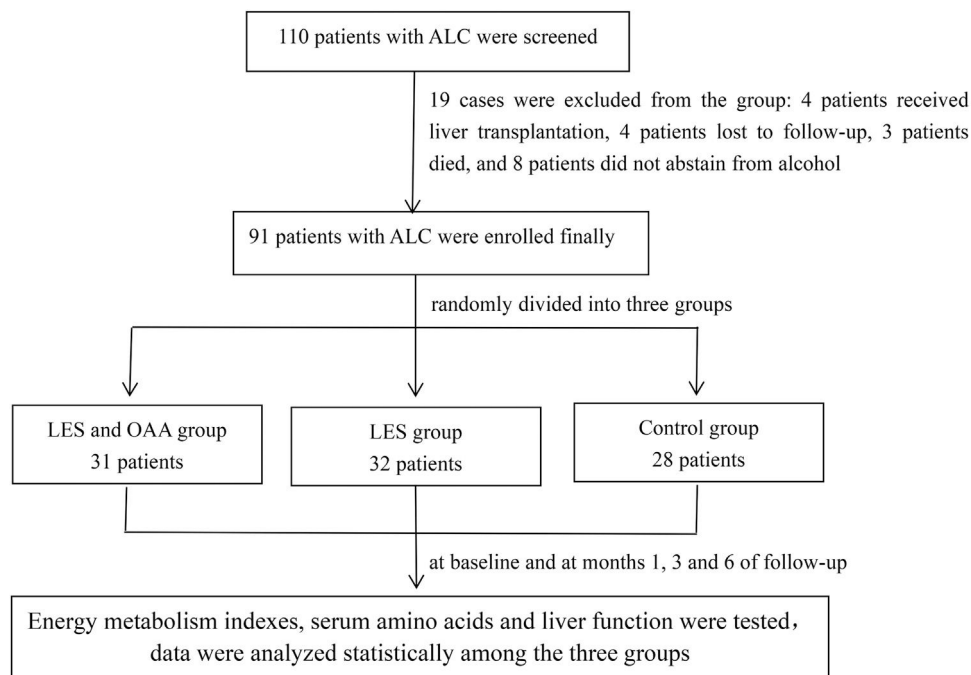 110 patients with ALC were screened
19 cases were excluded from the group: 4 patients received
liver transplantation, 4 patients lost to follow-up, 3 patients
died, and 8 patients did not abstain from alcohol
91 patients with ALC were enrolled finally
randomly divided into three groups
LES and OAA group
31 patients
LES group
32 patients
Control group
28 patients
at baseline and at months 1, 3 and 6 of follow-up
Energy metabolism indexes, serum amino acids and liver function were tested，
data were analyzed statistically among the three groups